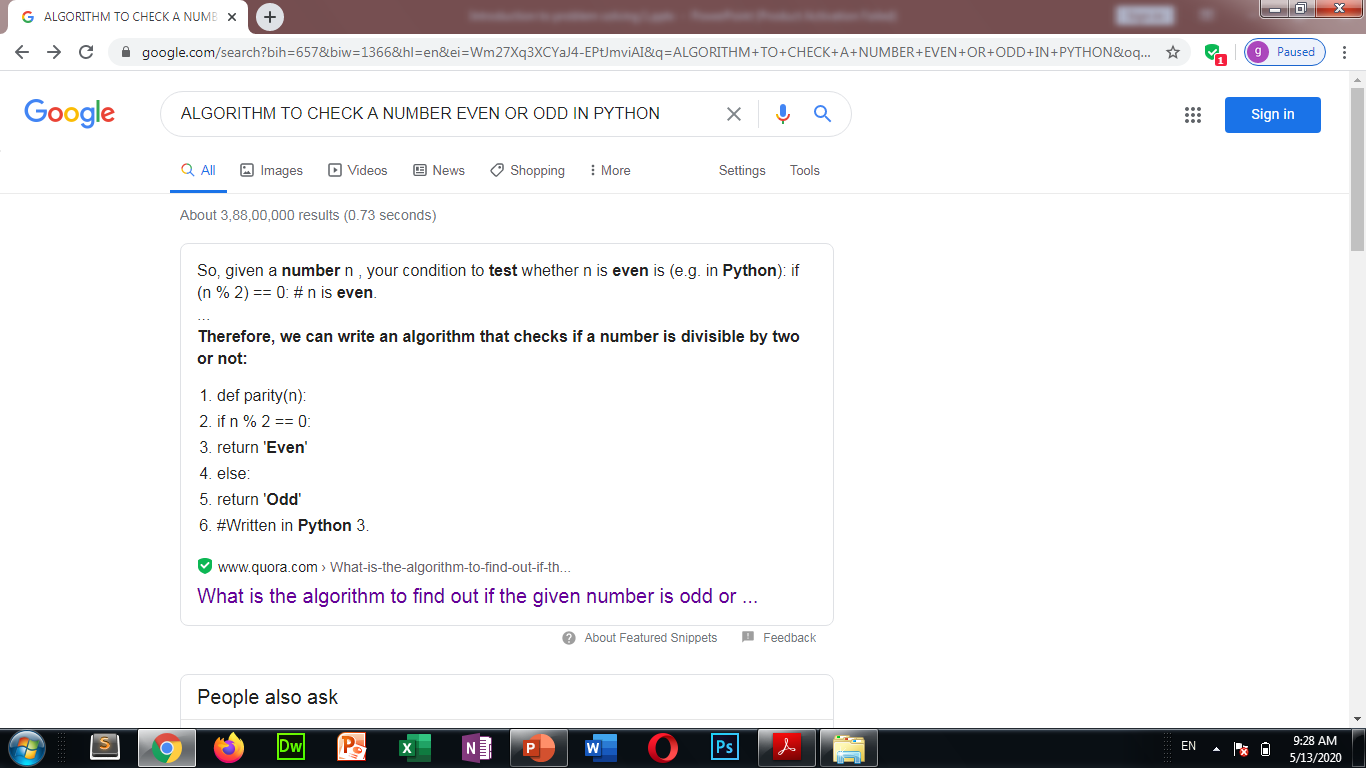 ALGORITHM TO CHECK A NUMB
Introduction to problem solving
google.com/search?bih=657&biw=1366&hl=en&ei=Wm27Xq3XCYaJ4-EPtJmviAI&q=ALGORITHM+TO+CHECK+A+NUMBER+EVEN+OR+ODD+IN+PYTHON&oq...
1
g Paused
Google
ALGORITHM TO CHECK A NUMBER EVEN OR ODD IN PYTHON
Sign in
All Images Videos News Shopping More Settings Tools
About 3,88,00,000 results (0.73 seconds)
So, given a number n , your condition to test whether n is even is (e.g. in Python): if
(n % 2) == 0: # n is even.
...
Therefore, we can write an algorithm that checks if a number is divisible by two
or not:
1. def parity(n):
2. if n % 2 == 0:
3. return 'Even'
4. else:
5. return 'Odd'
6. #Written in Python 3.
www.quora.com › What-is-the-algorithm-to-find-out-if-th...
What is the algorithm to find out if the given number is odd or ...
About Featured Snippets Feedback
People also ask
S Dw P X N P W Ps
EN
9:28 AM
5/13/2020